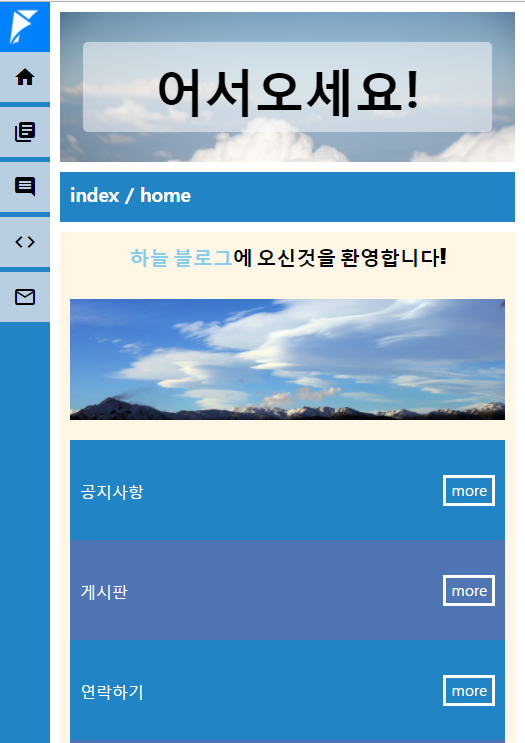 어서오세요!
index / home
하늘 블로그에 오신것을 환영합니다!
공지사항 more
게시판 more
연락하기 more